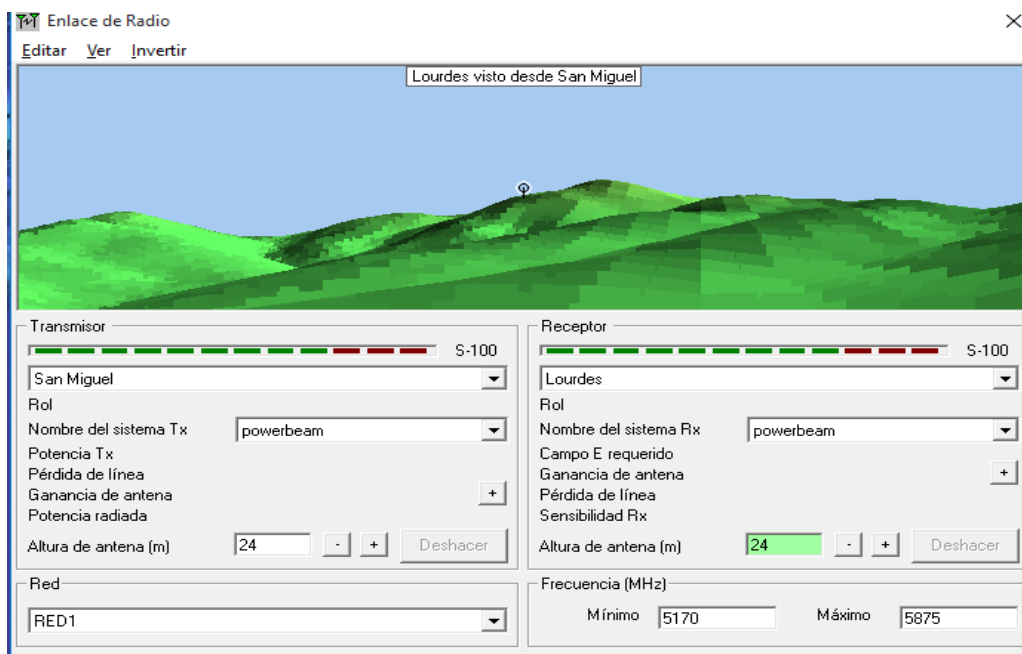 Enlace de Radio
Editar Ver Invertir
Lourdes visto desde San Miguel
Transmisor
S-100
San Miguel
Rol
Nombre del sistema Tx powerbeam
Potencia Tx
Pérdida de línea
Ganancia de antena +
Potencia radiada
Altura de antena (m) 24 - + Deshacer
Receptor
S-100
Lourdes
Rol
Nombre del sistema Rx powerbeam
Campo E requerido
Ganancia de antena +
Pérdida de línea
Sensibilidad Rx
Altura de antena (m) 24 - + Deshacer
Red
RED1
Frecuencia (MHz)
Mínimo 5170 Máximo 5875